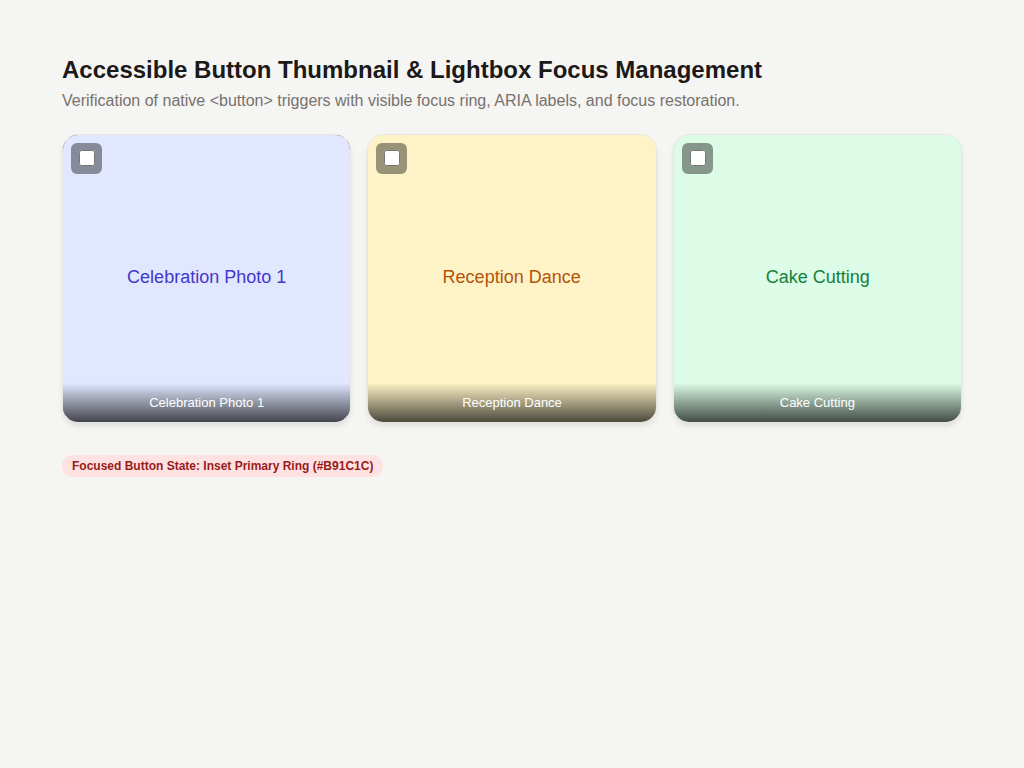 Accessible Button Thumbnail & Lightbox Focus Management
Verification of native <button> triggers with visible focus ring, ARIA labels, and focus restoration.
Celebration Photo 1
Reception Dance
Cake Cutting
Celebration Photo 1
Reception Dance
Cake Cutting
Focused Button State: Inset Primary Ring (#B91C1C)